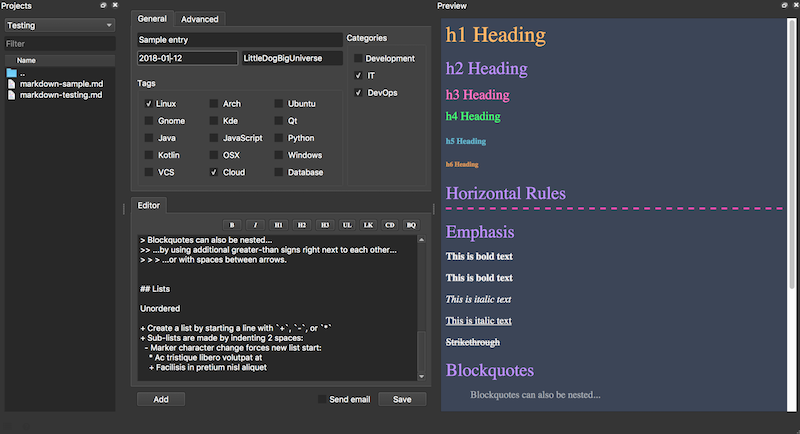 Projects
Testing
Filter
Name
..
markdown-sample.md
markdown-testing.md
General
Advanced
Sample entry
2018-01-12
LittleDogBigUniverse
Tags
Linux Arch Ubuntu
Gnome Kde Qt
Java JavaScript Python
Kotlin OSX Windows
VCS Cloud Database
Categories
Development
IT
DevOps
Editor
B I H1 H2 H3 UL LK CD BQ
> Blockquotes can also be nested...
>> ...by using additional greater-than signs right next to each other...
> > > ...or with spaces between arrows.
## Lists
Unordered
+ Create a list by starting a line with `+`, `-`, or `*`
+ Sub-lists are made by indenting 2 spaces:
- Marker character change forces new list start:
* Ac tristique libero volutpat at
+ Facilisis in pretium nisl aliquet
Add
Send email
Save
Preview
h1 Heading
h2 Heading
h3 Heading
h4 Heading
h5 Heading
h6 Heading
Horizontal Rules
Emphasis
This is bold text
This is bold text
This is italic text
This is italic text
Strikethrough
Blockquotes
Blockquotes can also be nested...